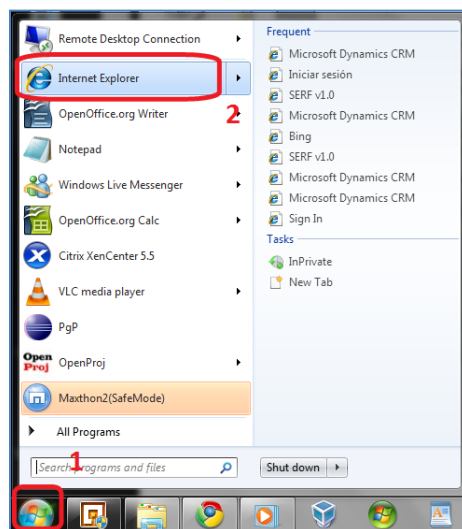 Remote Desktop Connection
Internet Explorer
2
OpenOffice.org Writer
Notepad
Windows Live Messenger
OpenOffice.org Calc
Citrix XenCenter 5.5
VLC media player
PgP
Open
Proj
OpenProj
Maxthon2(SafeMode)
All Programs
1
Search programs and files
Frequent
Microsoft Dynamics CRM
Iniciar sesión
SERF v1.0
Microsoft Dynamics CRM
Bing
SERF v1.0
Microsoft Dynamics CRM
Microsoft Dynamics CRM
Sign In
Tasks
InPrivate
New Tab
Shut down